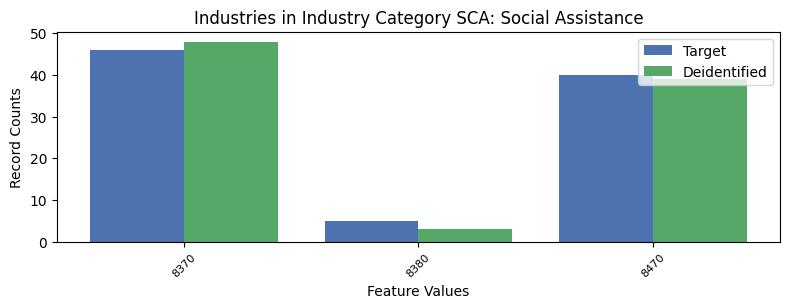 Industries in Industry Category SCA: Social Assistance
Target
Deidentified
Record Counts
50
40
30
20
10
0
8370
8380
8470
Feature Values